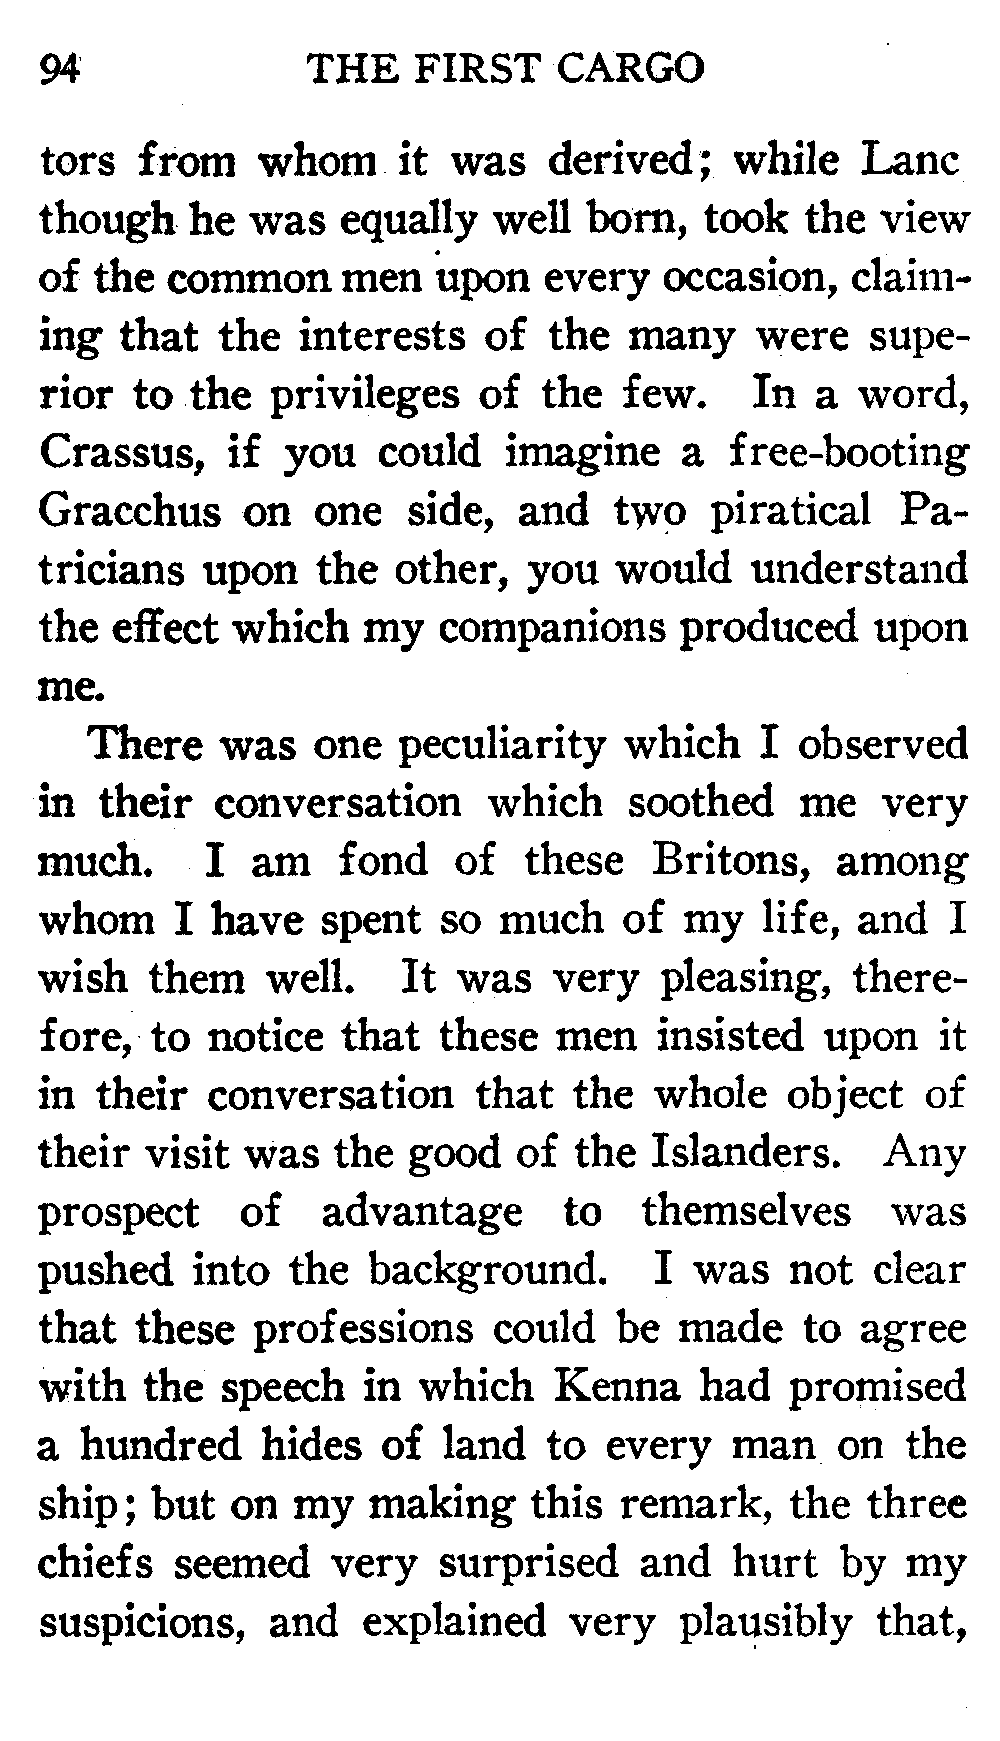 94 THE FIRST CARGO
tors from whom it was derived; while Lanc
though he was equally well born, took the view
of the common men upon every occasion, claim-
ing that the interests of the many were supe-
rior to the privileges of the few. In a word,
Crassus, if you could imagine a free-booting
Gracchus on one side, and two piratical Pa-
tricians upon the other, you would understand
the effect which my companions produced upon
me.
There was one peculiarity which I observed
in their conversation which soothed me very
much. I am fond of these Britons, among
whom I have spent so much of my life, and I
wish them well. It was very pleasing, there-
fore, to notice that these men insisted upon it
in their conversation that the whole object of
their visit was the good of the Islanders. Any
prospect of advantage to themselves was
pushed into the background. I was not clear
that these professions could be made to agree
with the speech in which Kenna had promised
a hundred hides of land to every man on the
ship; but on my making this remark, the three
chiefs seemed very surprised and hurt by my
suspicions, and explained very plausibly that,